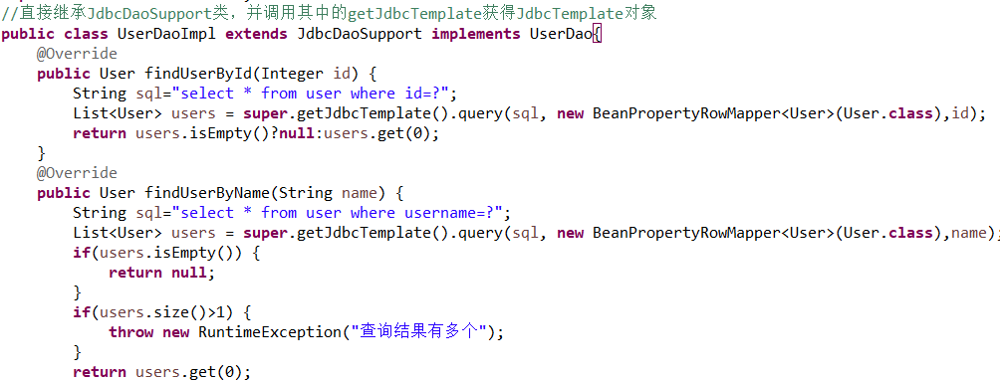 //直接继承JdbcDaoSupport类，并调用其中的getJdbcTemplate获得JdbcTemplate对象
public class UserDaoImpl extends JdbcDaoSupport implements UserDao{
    @Override
    public User findUserById(Integer id) {
        String sql="select * from user where id=?";
        List<User> users = super.getJdbcTemplate().query(sql, new BeanPropertyRowMapper<User>(User.class),id);
        return users.isEmpty()?null:users.get(0);
    }
    @Override
    public User findUserByName(String name) {
        String sql="select * from user where username=?";
        List<User> users = super.getJdbcTemplate().query(sql, new BeanPropertyRowMapper<User>(User.class),name);
        if(users.isEmpty()) {
            return null;
        }
        if(users.size()>1) {
            throw new RuntimeException("查询结果有多个");
        }
        return users.get(0);